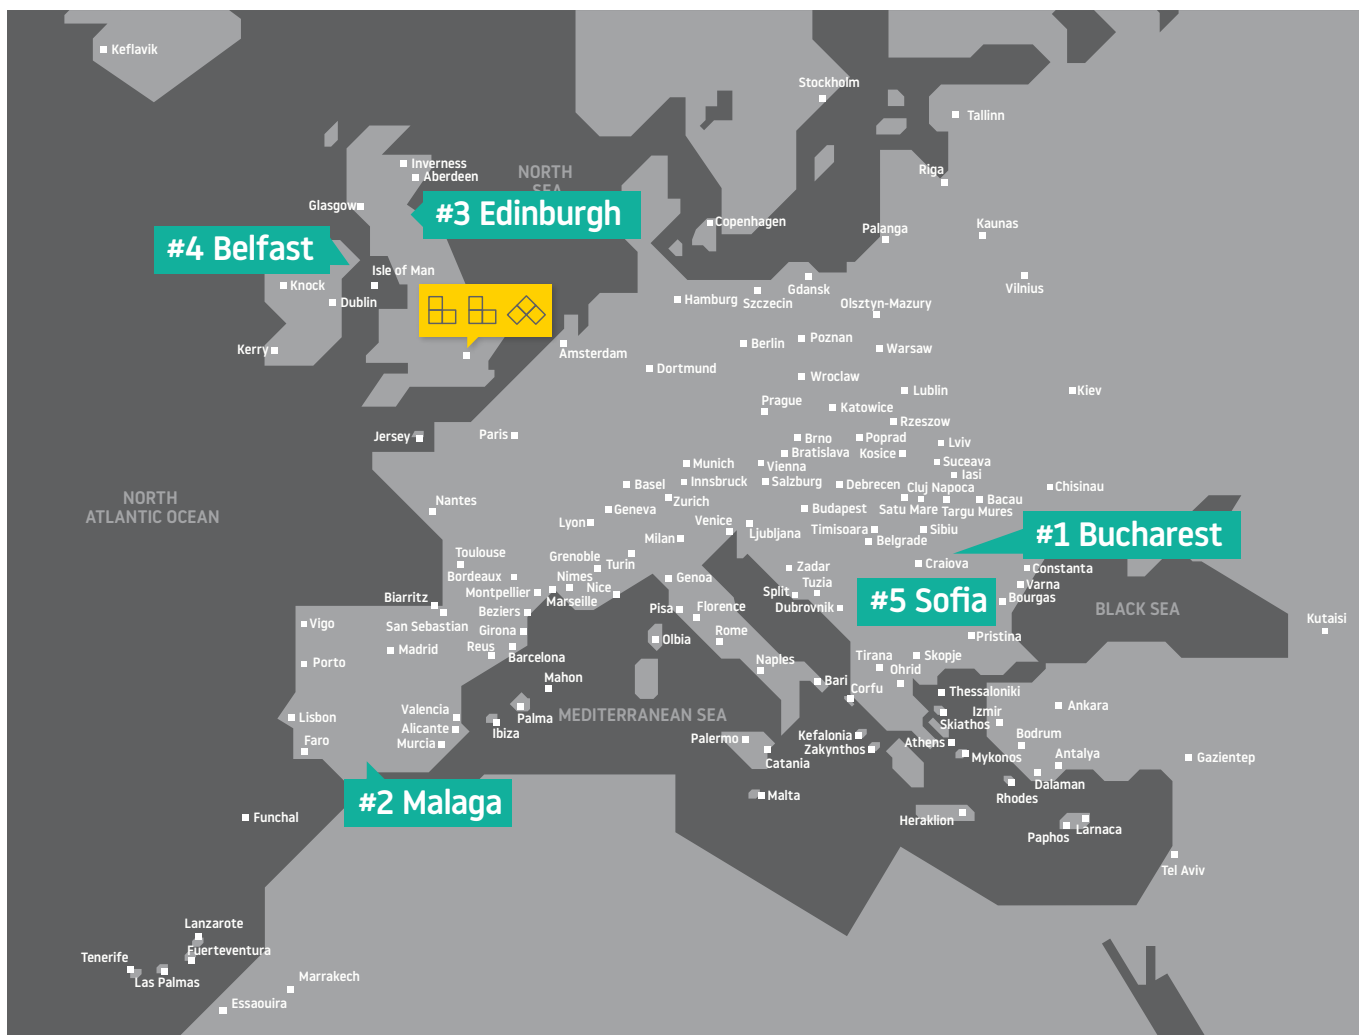 Keflavik
Stockholm
Tallinn
Inverness
Aberdeen
NORTH
SEA
Riga
Glasgow
#3 Edinburgh
Copenhagen
Palanga
Kaunas
#4 Belfast
Isle of Man
Knock
Dublin
Hamburg
Szczecin
Gdansk
Olsztyn-Mazury
Vilnius
Kerry
Amsterdam
Berlin
Poznan
Warsaw
Dortmund
Wroclaw
Lublin
Kiev
Prague
Katowice
Rzeszow
Jersey
Paris
Brno
Poprad
Lviv
Bratislava
Kosice
Munich
Vienna
Suceava
Iasi
Basel
Innsbruck
Salzburg
Debrecen
Cluj Napoca
Chisinau
NORTH
ATLANTIC OCEAN
Nantes
Zurich
Geneva
Budapest
Satu Mare
Targu Mures
Bacau
Lyon
Venice
Ljubljana
Timisoara
Sibiu
Milan
Belgrade
#1 Bucharest
Toulouse
Grenoble
Turin
Zadar
Craiova
Constanta
Bordeaux
Nimes
Genoa
Tuzla
Varna
Montpellier
Nice
Split
Bourgas
Biarritz
Marseille
Pisa
Florence
Dubrovnik
#5 Sofia
BLACK SEA
Beziers
Vigo
San Sebastian
Girona
Olbia
Rome
Pristina
Kutaisi
Madrid
Reus
Barcelona
Porto
Naples
Tirana
Skopje
Ohrid
Mahon
Bari
Corfu
Thessaloniki
Lisbon
Valencia
Palma
MEDITERRANEAN SEA
Izmir
Ankara
Alicante
Ibiza
Skiathos
Faro
Murcia
Palermo
Kefalonia
Zakynthos
Athens
Bodrum
Catania
Mykonos
Antalya
Gazientep
#2 Malaga
Malta
Dalaman
Rhodes
Funchal
Heraklion
Paphos
Larnaca
Tel Aviv
Lanzarote
Fuerteventura
Tenerife
Las Palmas
Marrakech
Essaouira